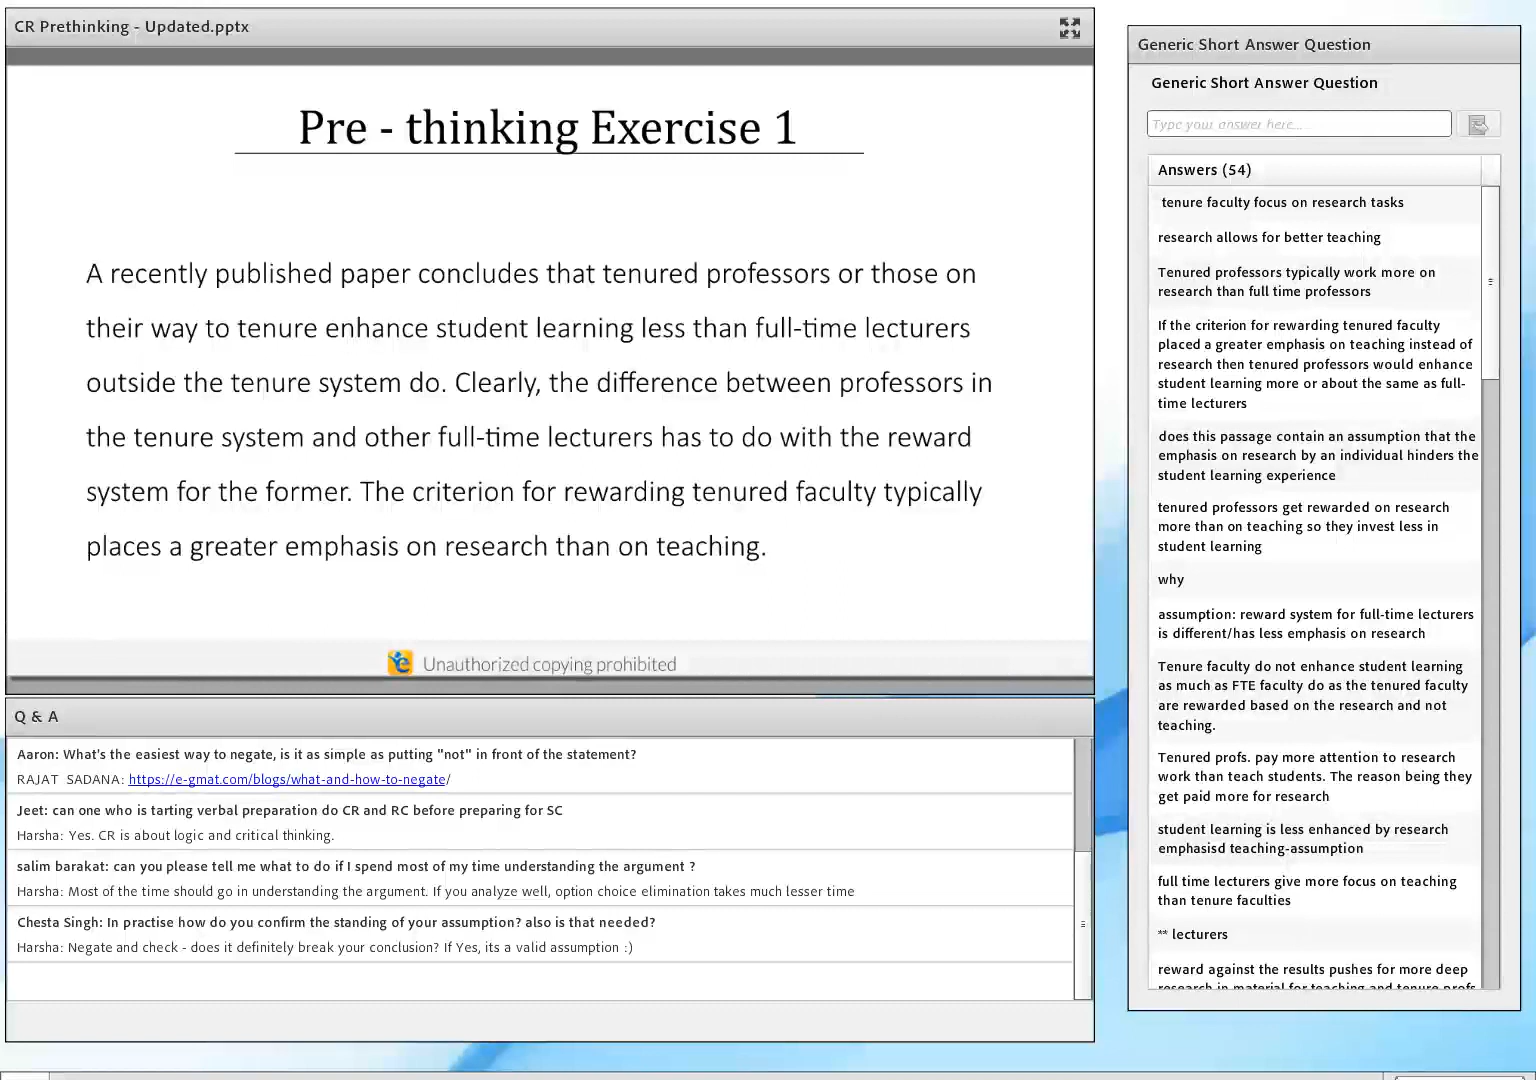 CR Prethinking - Updated.pptx
Pre - thinking Exercise 1
A recently published paper concludes that tenured professors or those on
their way to tenure enhance student learning less than full-time lecturers
outside the tenure system do. Clearly, the difference between professors in
the tenure system and other full-time lecturers has to do with the reward
system for the former. The criterion for rewarding tenured faculty typically
places a greater emphasis on research than on teaching.
Unauthorized copying prohibited
Q & A
Aaron: What's the easiest way to negate, is it as simple as putting "not" in front of the statement?
RAJAT SADANA: https://e-gmat.com/blogs/what-and-how-to-negate/
Jeet: can one who is tarting verbal preparation do CR and RC before preparing for SC
Harsha: Yes. CR is about logic and critical thinking.
salim barakat: can you please tell me what to do if I spend most of my time understanding the argument ?
Harsha: Most of the time should go in understanding the argument. If you analyze well, option choice elimination takes much lesser time
Chesta Singh: In practise how do you confirm the standing of your assumption? also is that needed?
Harsha: Negate and check - does it definitely break your conclusion? If Yes, its a valid assumption :)
Generic Short Answer Question
Generic Short Answer Question
Type your answer here...
Answers (54)
tenure faculty focus on research tasks
research allows for better teaching
Tenured professors typically work more on
research than full time professors
If the criterion for rewarding tenured faculty
placed a greater emphasis on teaching instead of
research then tenured professors would enhance
student learning more or about the same as full-
time lecturers
does this passage contain an assumption that the
emphasis on research by an individual hinders the
student learning experience
tenured professors get rewarded on research
more than on teaching so they invest less in
student learning
why
assumption: reward system for full-time lecturers
is different/has less emphasis on research
Tenure faculty do not enhance student learning
as much as FTE faculty do as the tenured faculty
are rewarded based on the research and not
teaching.
Tenured profs. pay more attention to research
work than teach students. The reason being they
get paid more for research
student learning is less enhanced by research
emphasisd teaching-assumption
full time lecturers give more focus on teaching
than tenure faculties
** lecturers
reward against the results pushes for more deep
research in material for teaching and tenure profs